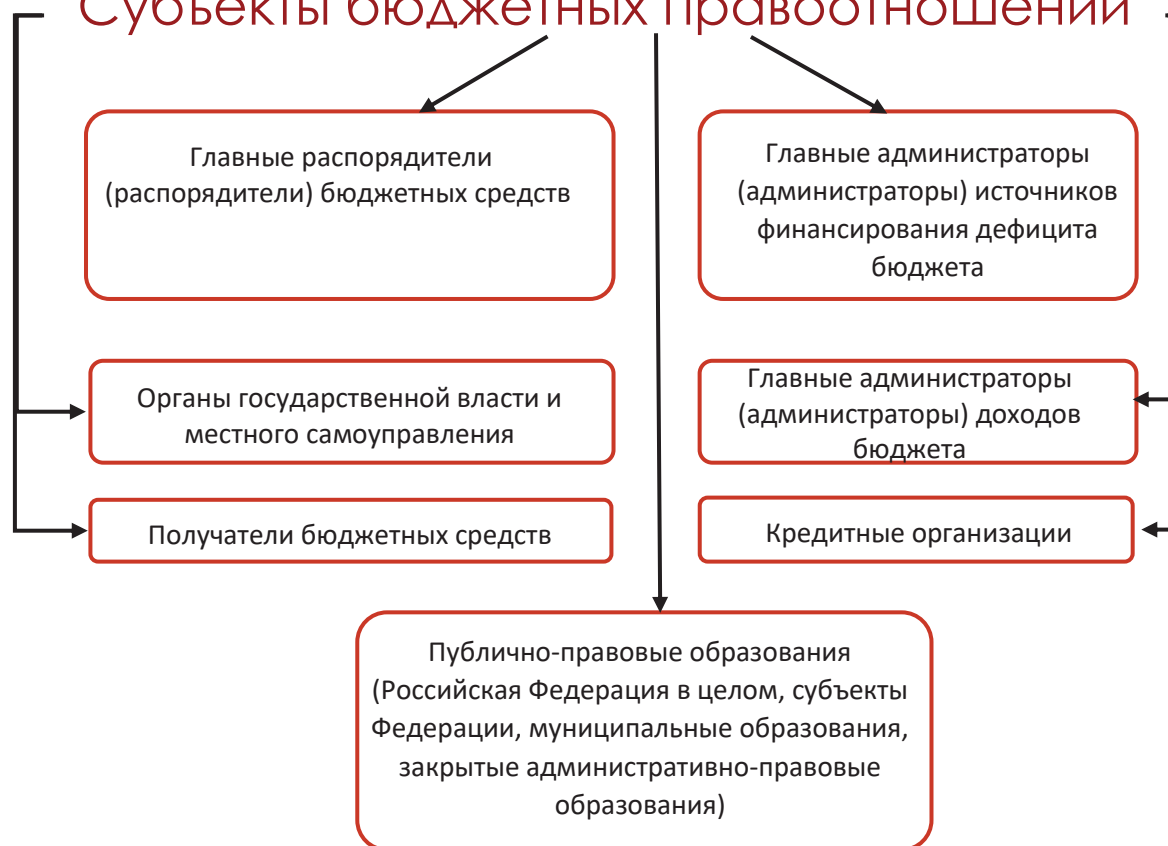 Субъекты бюджетных правоотношений
Главные распорядители
(распорядители) бюджетных средств
Главные администраторы
(администраторы) источников
финансирования дефицита
бюджета
Органы государственной власти и
местного самоуправления
Главные администраторы
(администраторы) доходов
бюджета
Получатели бюджетных средств
Кредитные организации
Публично-правовые образования
(Российская Федерация в целом, субъекты
Федерации, муниципальные образования,
закрытые административно-правовые
образования)